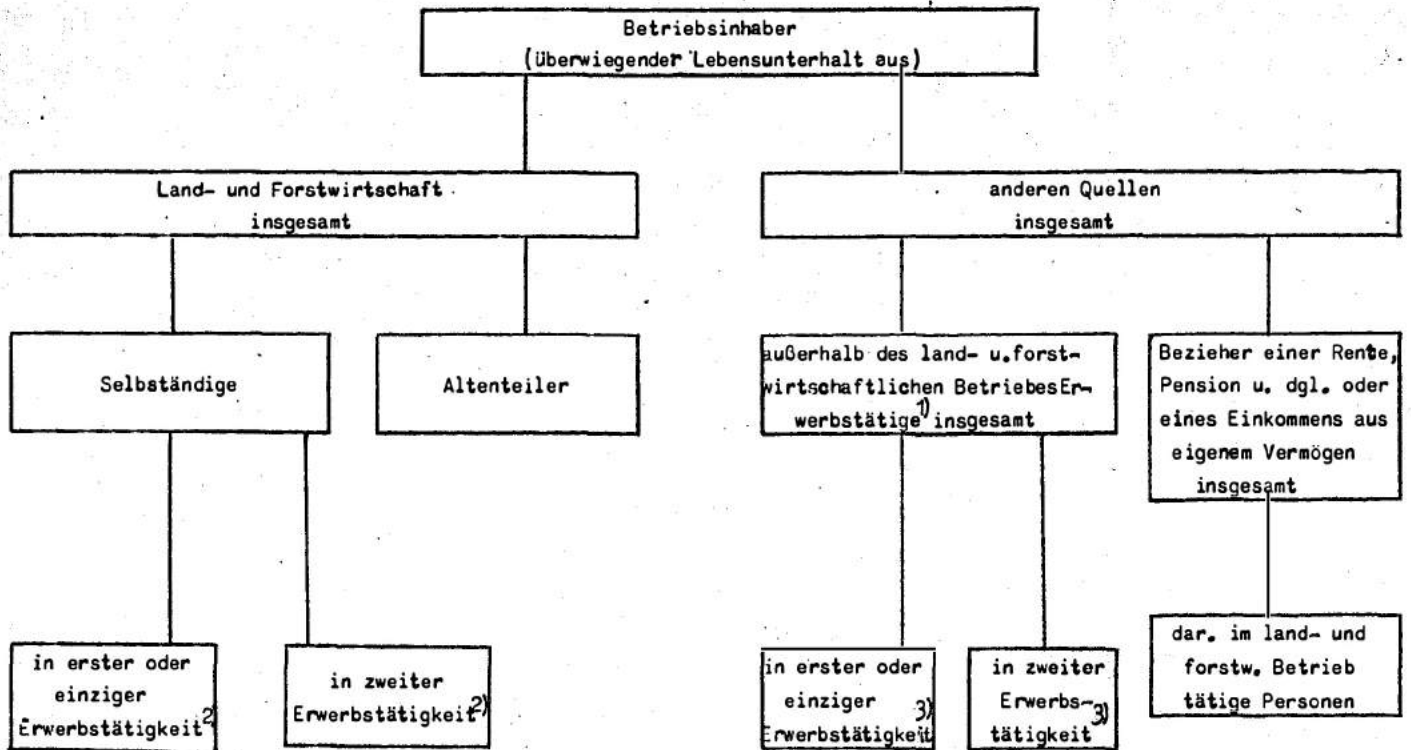 Betriebsinhaber
(überwiegender Lebensunterhalt aus)
Land- und Forstwirtschaft
insgesamt
anderen Quellen
insgesamt
Selbständige
Altenteiler
außerhalb des land- u.forst-
wirtschaftlichen BetriebesEr-
werbstätige1) insgesamt
Bezieher einer Rente,
Pension u. dgl. oder
eines Einkommens aus
eigenem Vermögen
insgesamt
in erster oder
einziger
Erwerbstätigkeit2)
in zweiter
Erwerbstätigkeit2)
in erster oder
einziger
Erwerbstätigkeit3)
in zweiter
Erwerbs-
tätigkeit3)
dar. im land- und
forstw. Betrieb
tätige Personen